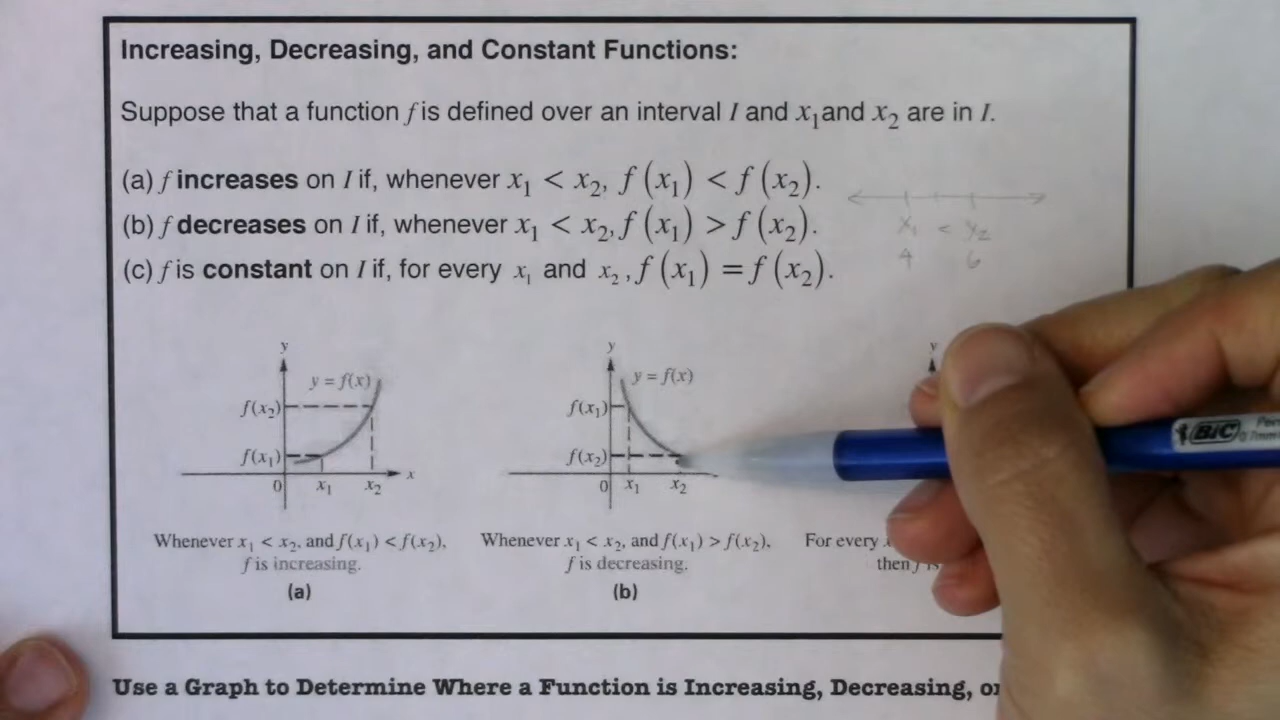 Increasing, Decreasing, and Constant Functions:
Suppose that a function f is defined over an interval I and x₁and x₂ are in I.
(a) f increases on I if, whenever x₁ < x₂, f (x₁) < f (x₂).
(b) f decreases on I if, whenever x₁ < x₂, f (x₁) > f (x₂).
(c) f is constant on I if, for every x₁ and x₂, f (x₁) = f (x₂).
x₁ < x₂
4 6
y
y = f(x)
f(x₂)
f(x₁)
0 x₁ x₂ x
y
y = f(x)
f(x₁)
f(x₂)
0 x₁ x₂
y
BIC
Whenever x₁ < x₂, and f(x₁) < f(x₂),
f is increasing.
(a)
Whenever x₁ < x₂, and f(x₁) > f(x₂),
f is decreasing.
(b)
For every
then f is
Use a Graph to Determine Where a Function is Increasing, Decreasing, or